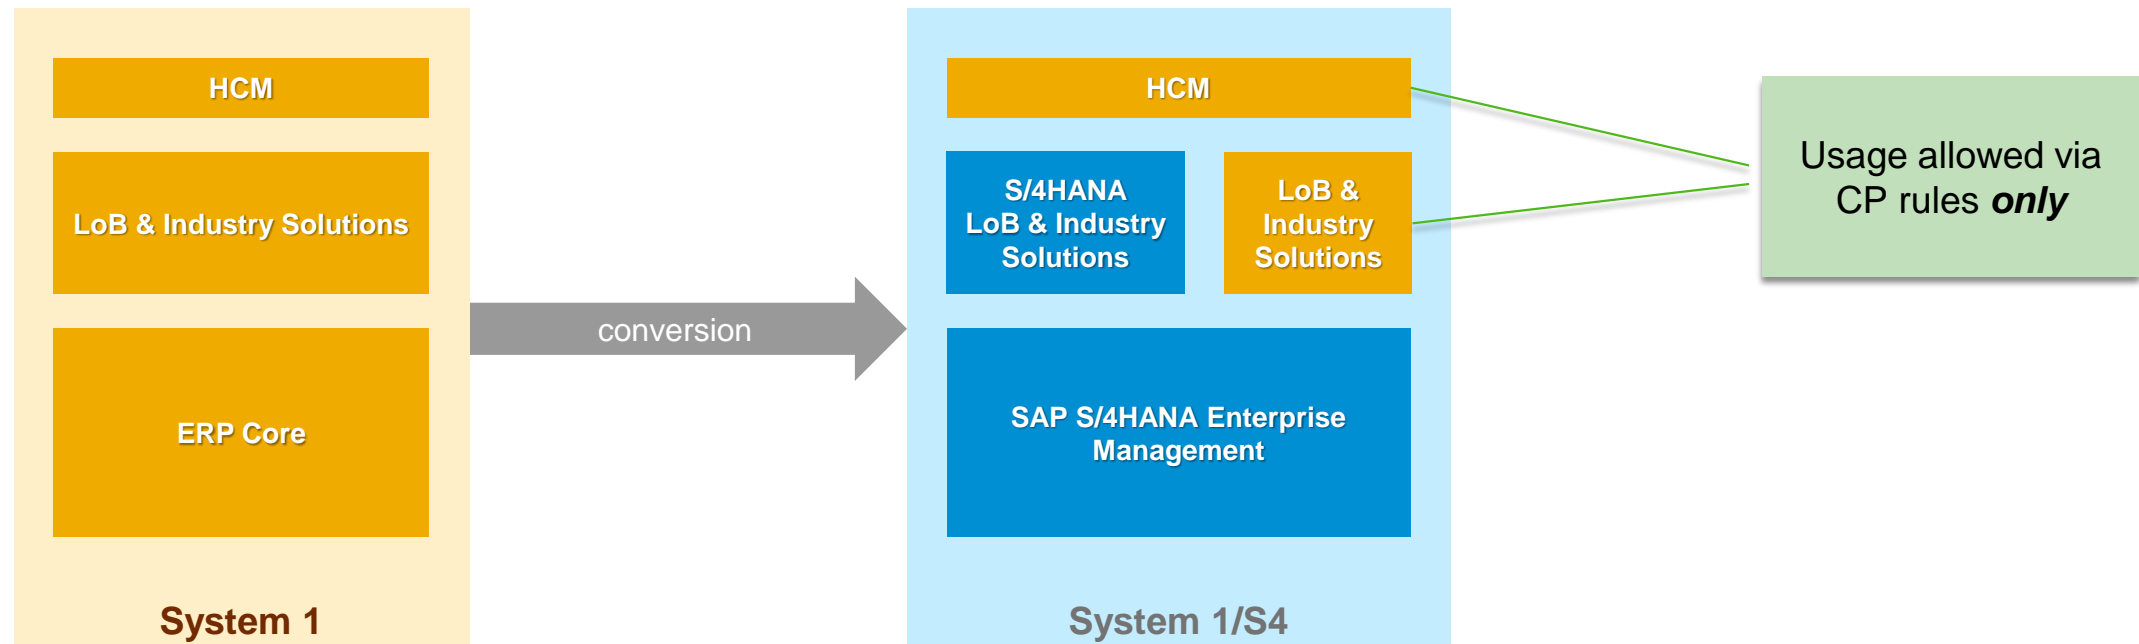 HCM
LoB & Industry Solutions
ERP Core
System 1
conversion
HCM
S/4HANA
LoB & Industry
Solutions
LoB &
Industry
Solutions
SAP S/4HANA Enterprise
Management
System 1/S4
Usage allowed via
CP rules only